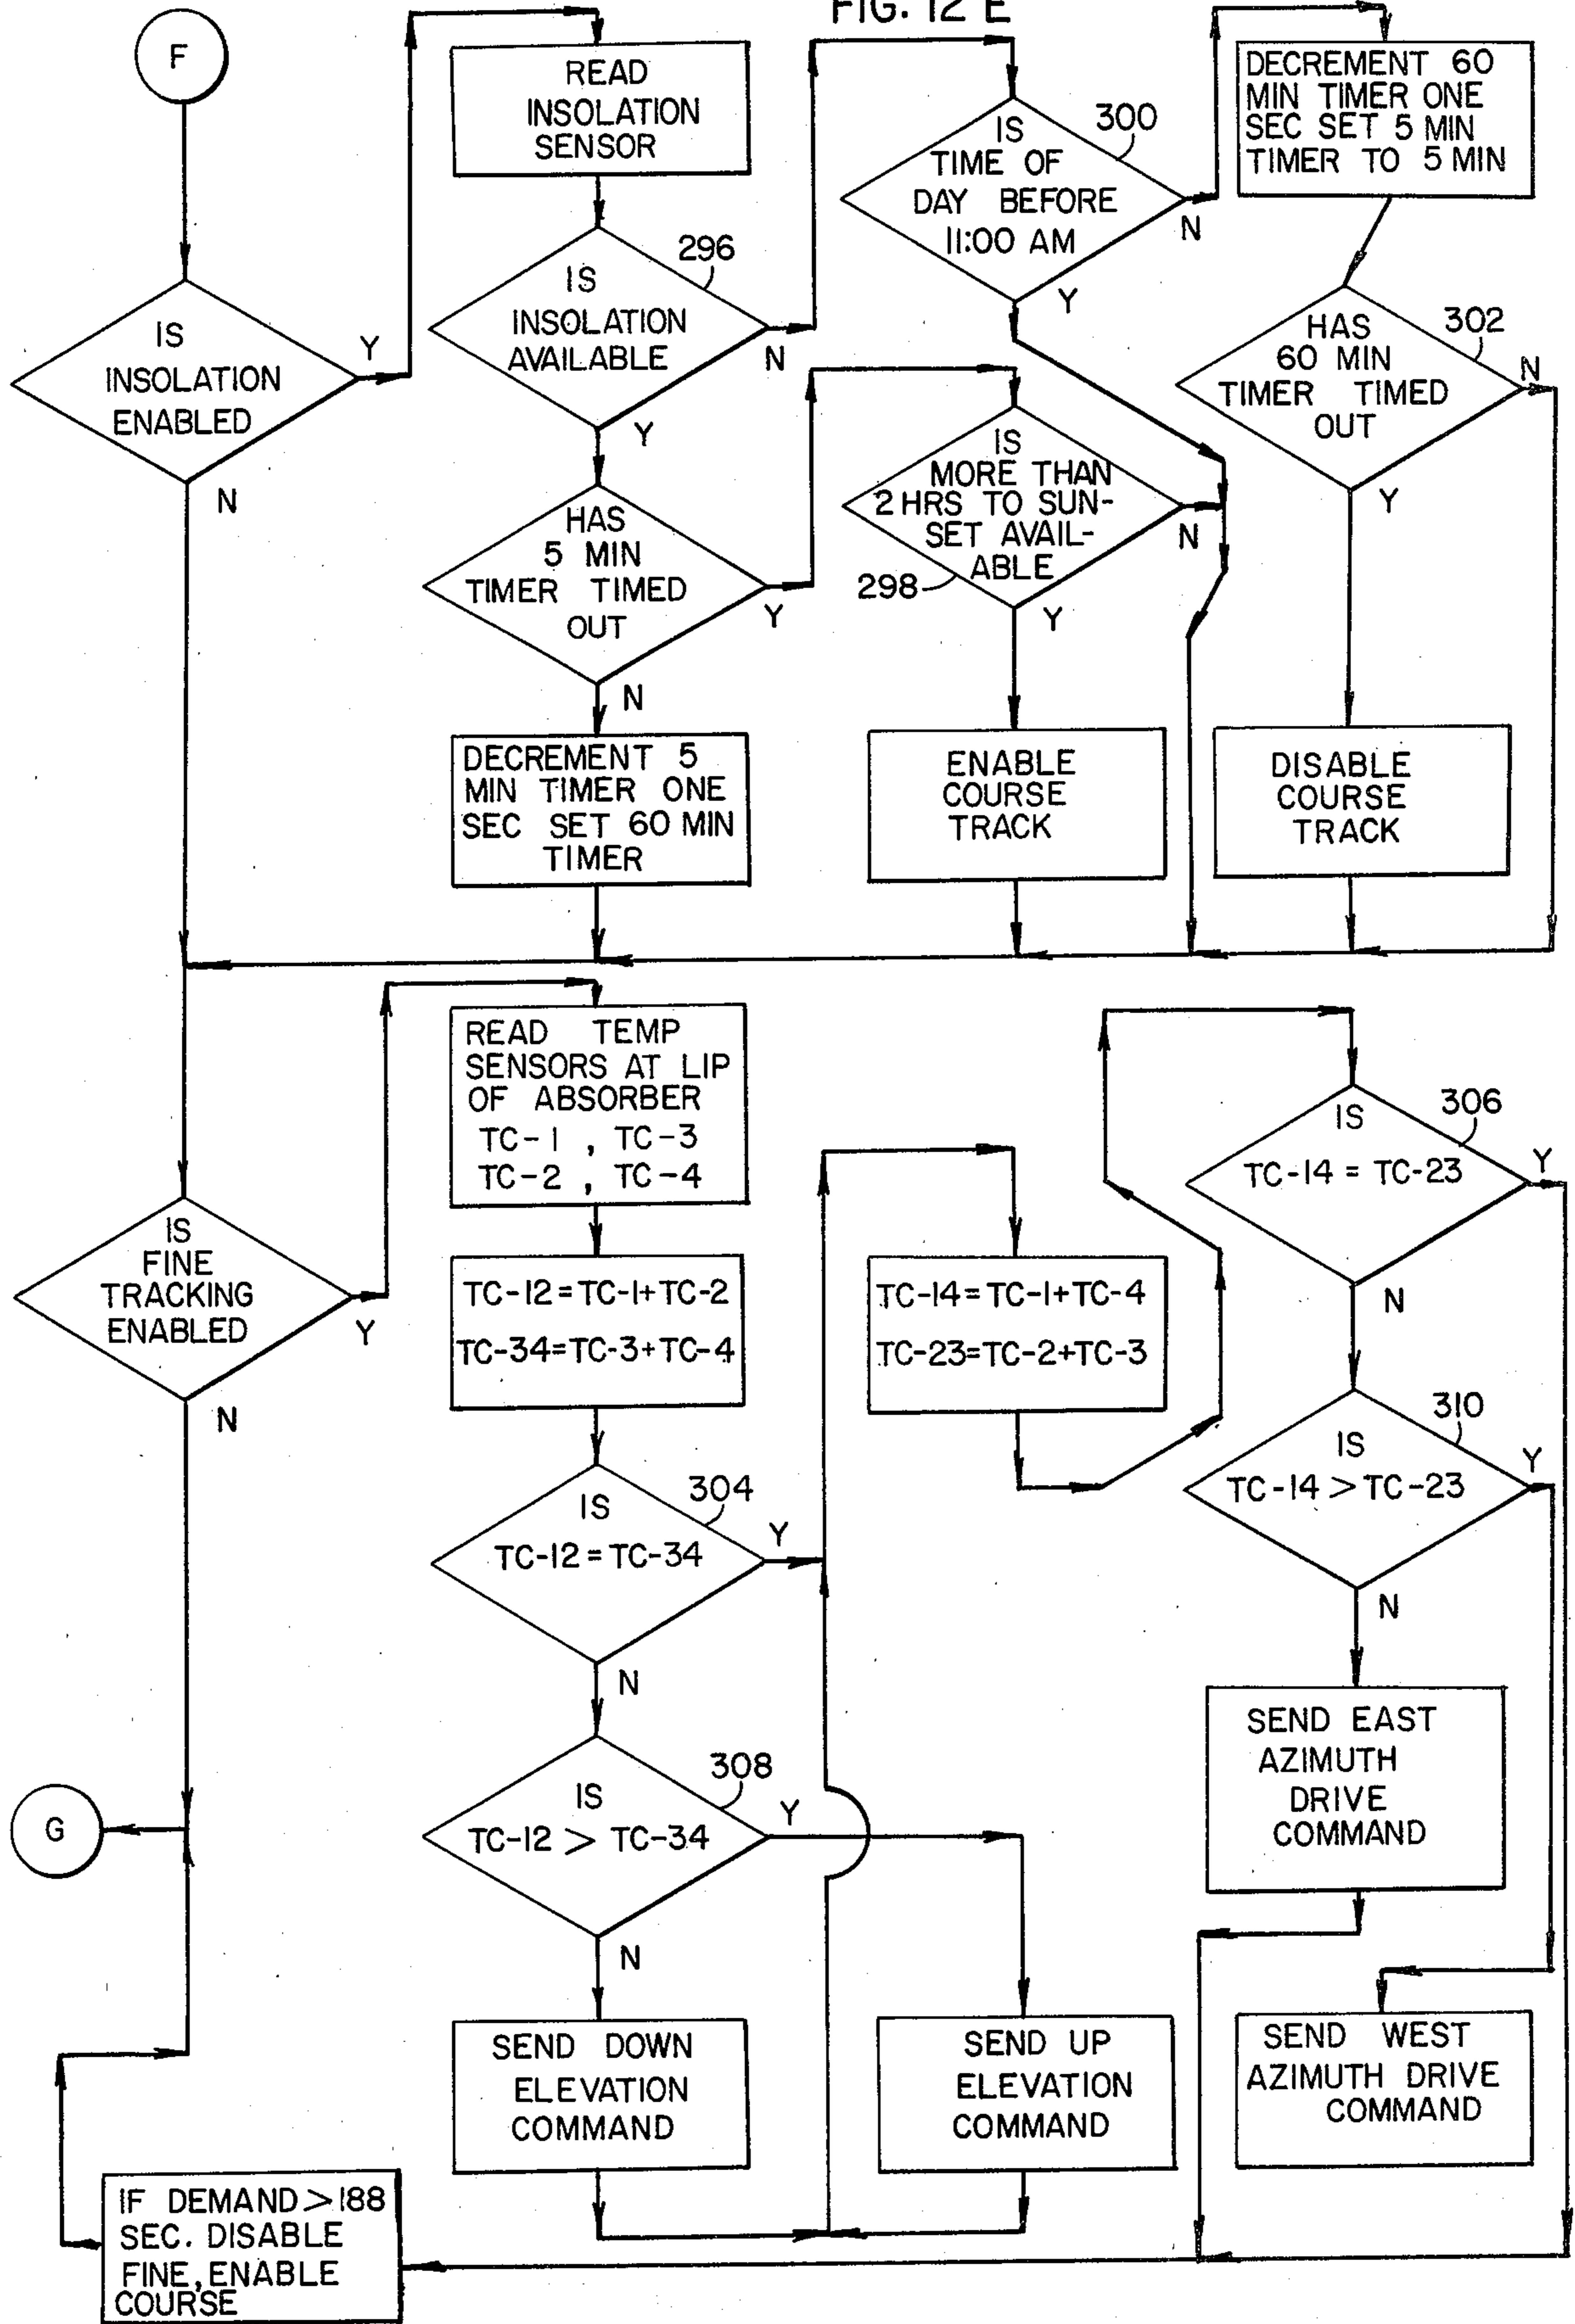 FIG. 12 E
F
IS
INSOLATION
ENABLED
Y
N
READ
INSOLATION
SENSOR
296
IS
INSOLATION
AVAILABLE
N
Y
HAS
5 MIN
TIMER TIMED
OUT
Y
N
DECREMENT 5
MIN TIMER ONE
SEC SET 60 MIN
TIMER
300
IS
TIME OF
DAY BEFORE
11:00 AM
N
Y
IS
MORE THAN
2 HRS TO SUN-
SET AVAIL-
ABLE
298
N
Y
ENABLE
COURSE
TRACK
DECREMENT 60
MIN TIMER ONE
SEC SET 5 MIN
TIMER TO 5 MIN
302
HAS
60 MIN
TIMER TIMED
OUT
N
Y
DISABLE
COURSE
TRACK
IS
FINE
TRACKING
ENABLED
Y
N
READ TEMP
SENSORS AT LIP
OF ABSORBER
TC-1 , TC-3
TC-2 , TC-4
TC-12=TC-1+TC-2
TC-34=TC-3+TC-4
304
IS
TC-12=TC-34
Y
N
308
IS
TC-12 > TC-34
Y
N
SEND DOWN
ELEVATION
COMMAND
SEND UP
ELEVATION
COMMAND
TC-14=TC-1+TC-4
TC-23=TC-2+TC-3
306
IS
TC-14 = TC-23
Y
N
310
IS
TC-14 > TC-23
Y
N
SEND EAST
AZIMUTH
DRIVE
COMMAND
SEND WEST
AZIMUTH DRIVE
COMMAND
G
IF DEMAND>188
SEC. DISABLE
FINE, ENABLE
COURSE